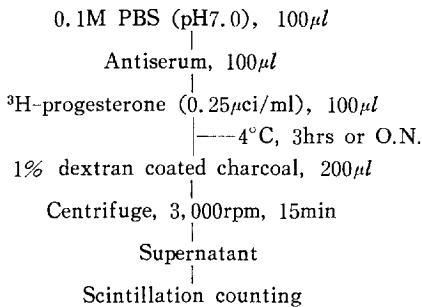 0.1M PBS (pH7.0), 100μl
Antiserum, 100μl
³H-progesterone (0.25μci/ml), 100μl
4°C, 3hrs or O.N.
1% dextran coated charcoal, 200μl
Centrifuge, 3,000rpm, 15min
Supernatant
Scintillation counting